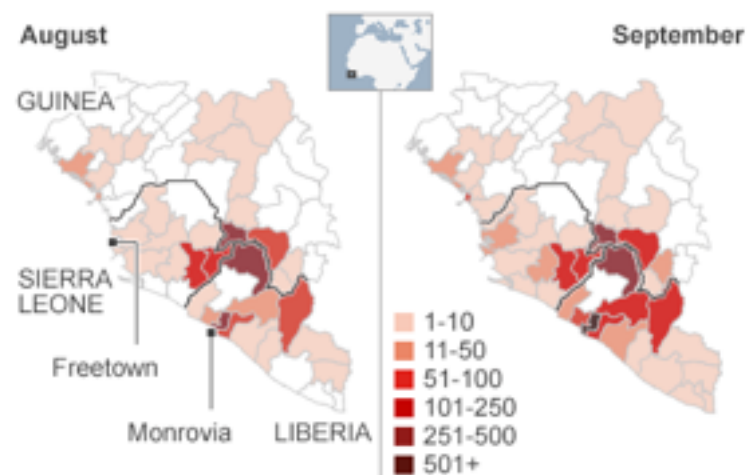 August
September
GUINEA
SIERRA
LEONE
Freetown
Monrovia
LIBERIA
1-10
11-50
51-100
101-250
251-500
501+